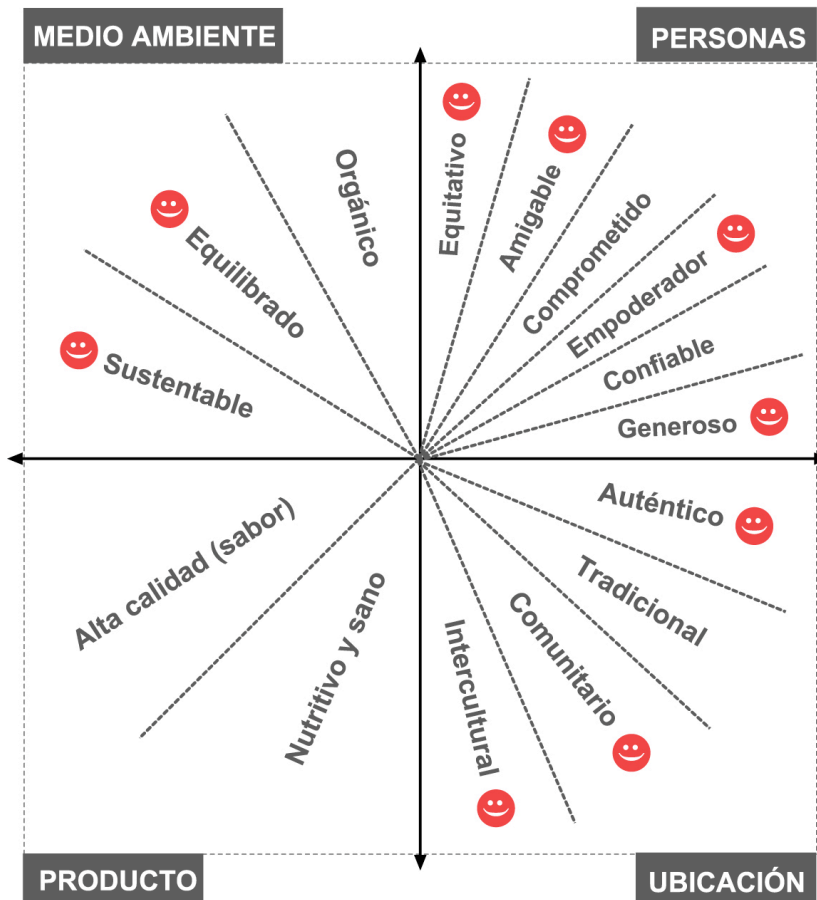 MEDIO AMBIENTE
PERSONAS
Orgánico
Equilibrado
Sustentable
Equitativo
Amigable
Comprometido
Empoderador
Confiable
Generoso
Alta calidad (sabor)
Nutritivo y sano
Auténtico
Tradicional
Comunitario
Intercultural
PRODUCTO
UBICACIÓN